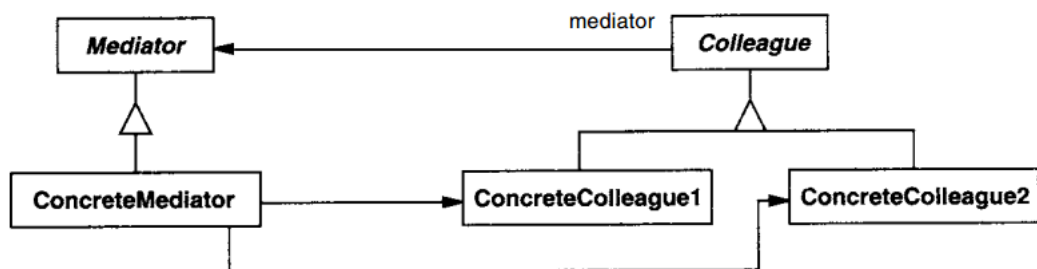 mediator
Mediator
Colleague
ConcreteMediator
ConcreteColleague1
ConcreteColleague2